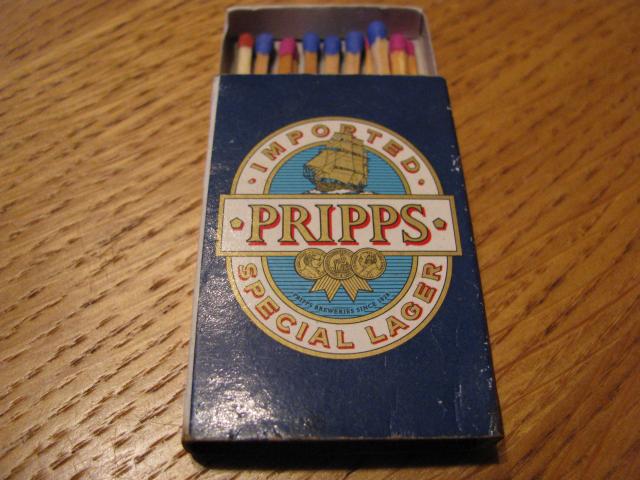 IMPORTED
PRIPPS
PRIPPS BREWERIES SINCE 1828
SPECIAL LAGER